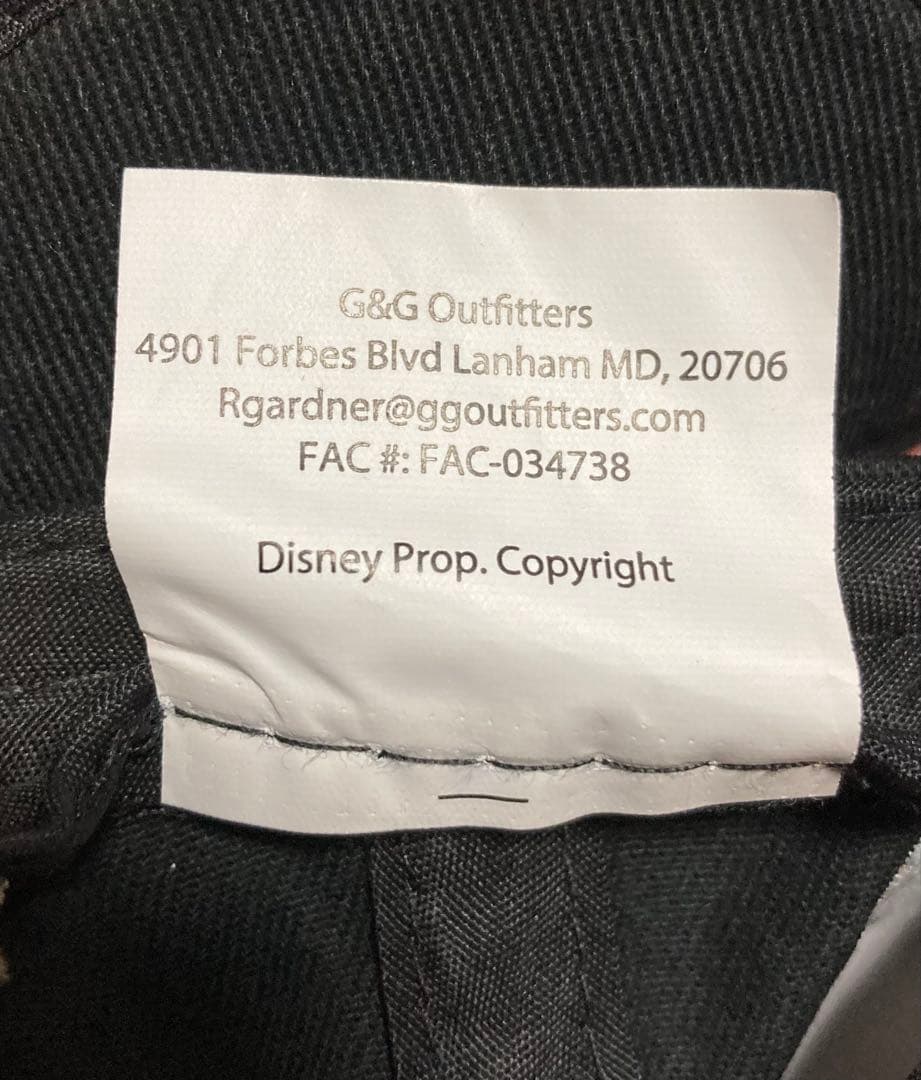 G&G Outfitters
4901 Forbes Blvd Lanham MD, 20706
Rgardner@ggoutfitters.com
FAC #: FAC-034738
Disney Prop. Copyright